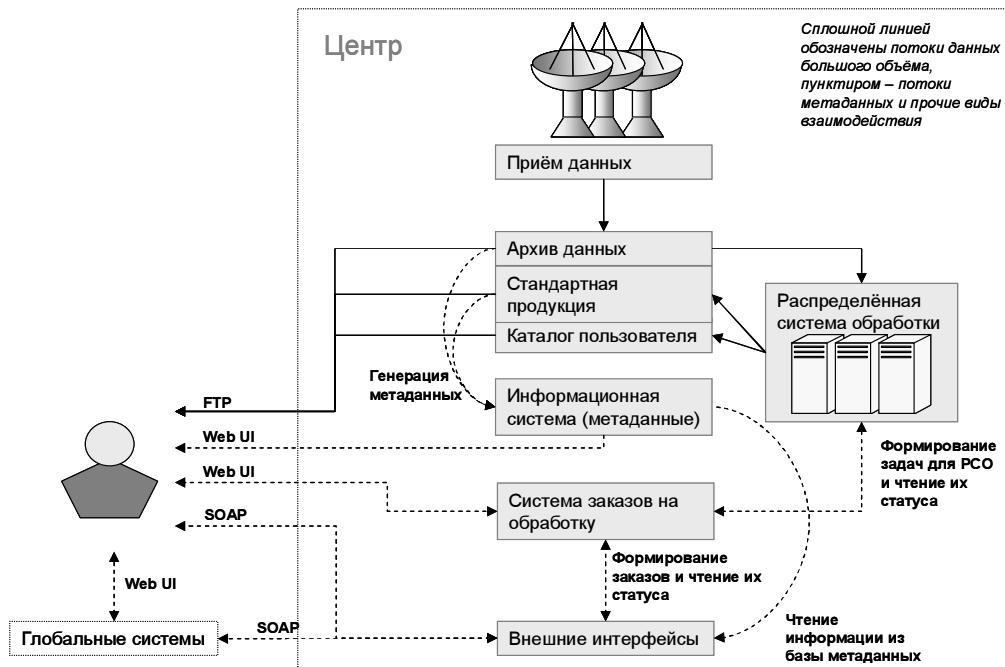 Центр
Сплошной линией
обозначены потоки данных
большого объёма,
пунктиром – потоки
метаданных и прочие виды
взаимодействия
Приём данных
Архив данных
Стандартная
продукция
Каталог пользователя
Распределённая
система обработки
Генерация
метаданных
Информационная
система (метаданные)
FTP
Web UI
Web UI
SOAP
Формирование
задач для РСО
и чтение их
статуса
Система заказов на
обработку
Формирование
заказов и чтение их
статуса
Web UI
Глобальные системы
SOAP
Внешние интерфейсы
Чтение
информации из
базы метаданных